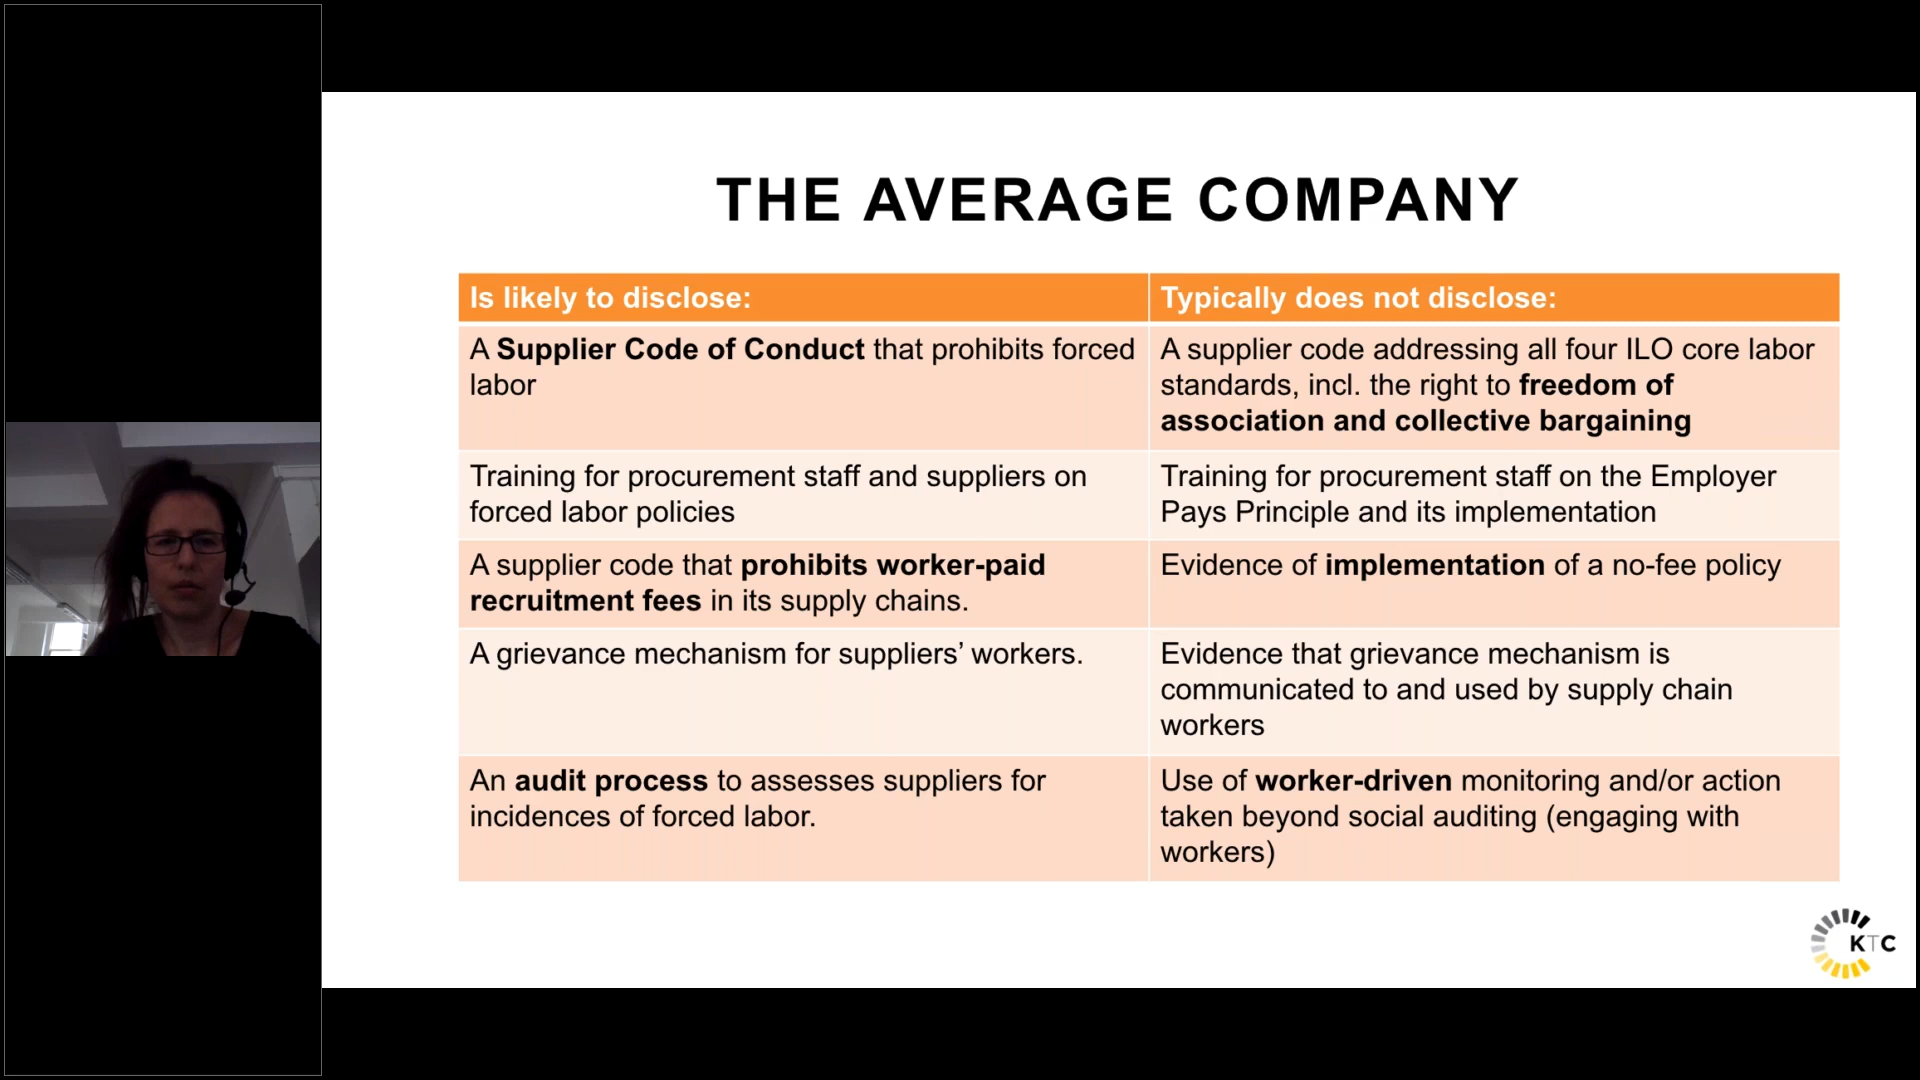 THE AVERAGE COMPANY
Is likely to disclose:
Typically does not disclose:
A Supplier Code of Conduct that prohibits forced
labor
A supplier code addressing all four ILO core labor
standards, incl. the right to freedom of
association and collective bargaining
Training for procurement staff and suppliers on
forced labor policies
Training for procurement staff on the Employer
Pays Principle and its implementation
A supplier code that prohibits worker-paid
recruitment fees in its supply chains.
Evidence of implementation of a no-fee policy
A grievance mechanism for suppliers’ workers.
Evidence that grievance mechanism is
communicated to and used by supply chain
workers
An audit process to assesses suppliers for
incidences of forced labor.
Use of worker-driven monitoring and/or action
taken beyond social auditing (engaging with
workers)
KTC